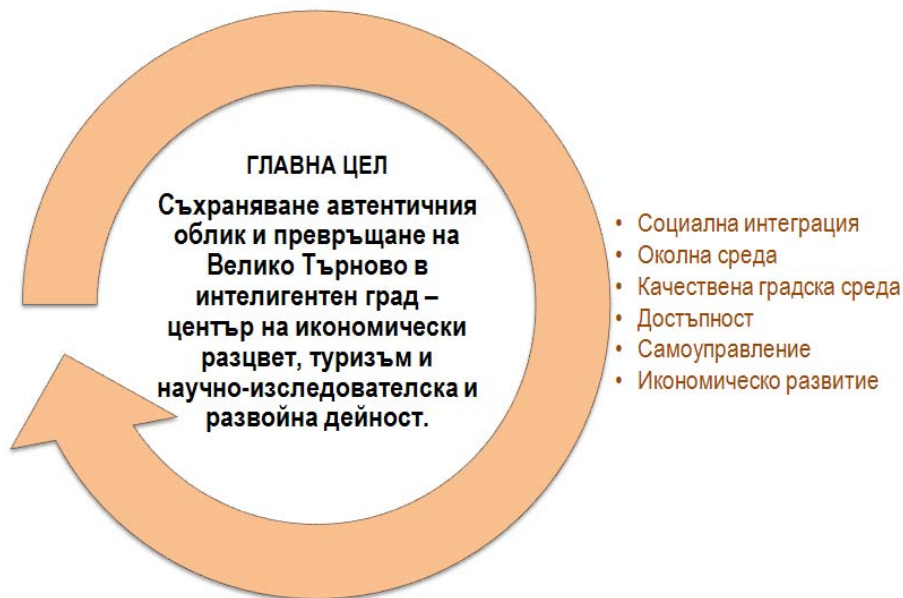 ГЛАВНА ЦЕЛ
Съхраняване автентичния
облик и превръщане на
Велико Търново в
интелигентен град –
център на икономически
разцвет, туризъм и
научно-изследователска и
развойна дейност.
• Социална интеграция
• Околна среда
• Качествена градска среда
• Достъпност
• Самоуправление
• Икономическо развитие